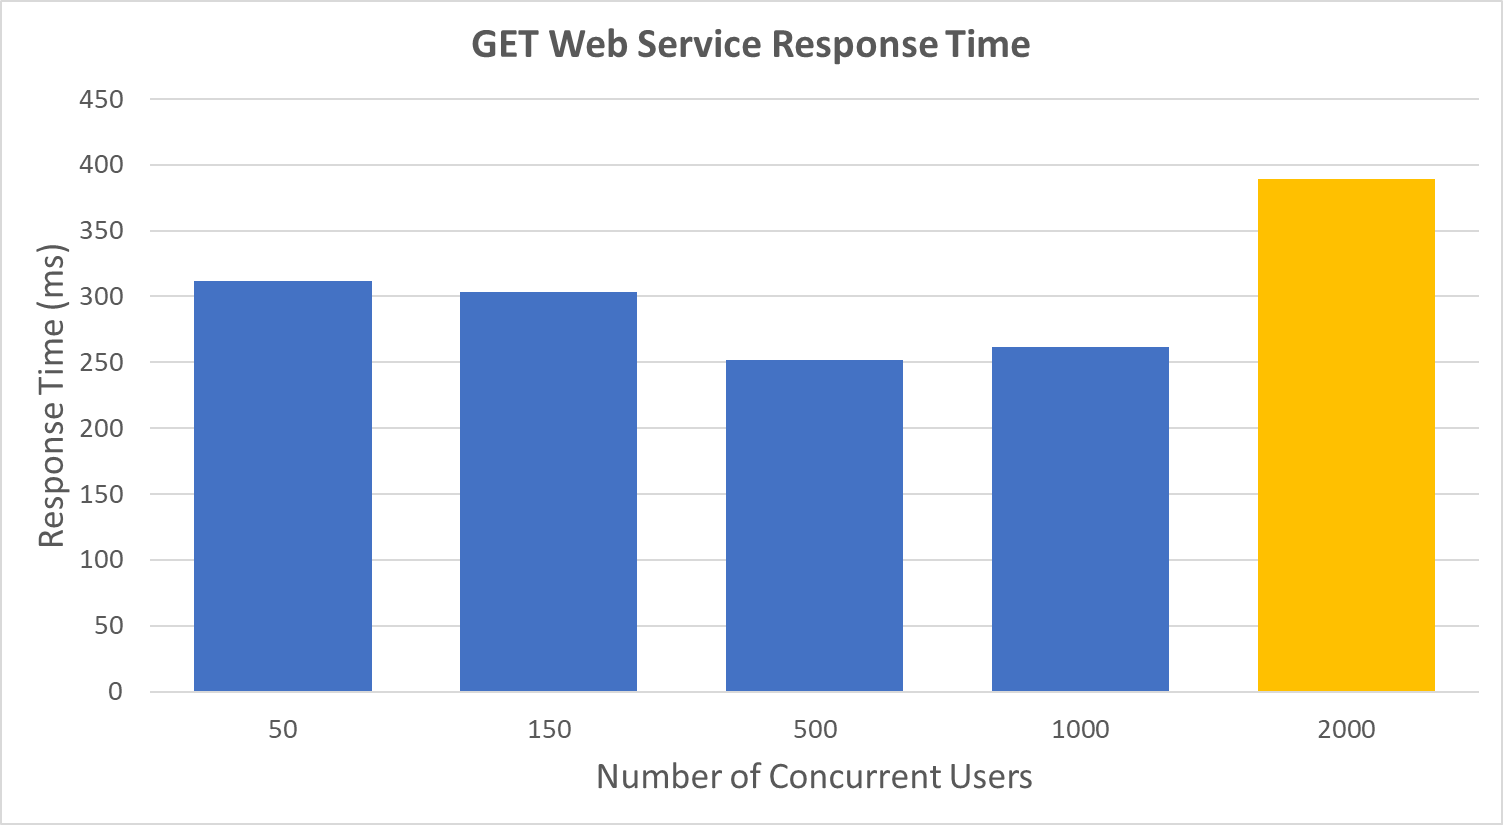 GET Web Service Response Time
450
400
350
300
250
200
150
100
50
0
Response Time (ms)
50 150 500 1000 2000
Number of Concurrent Users